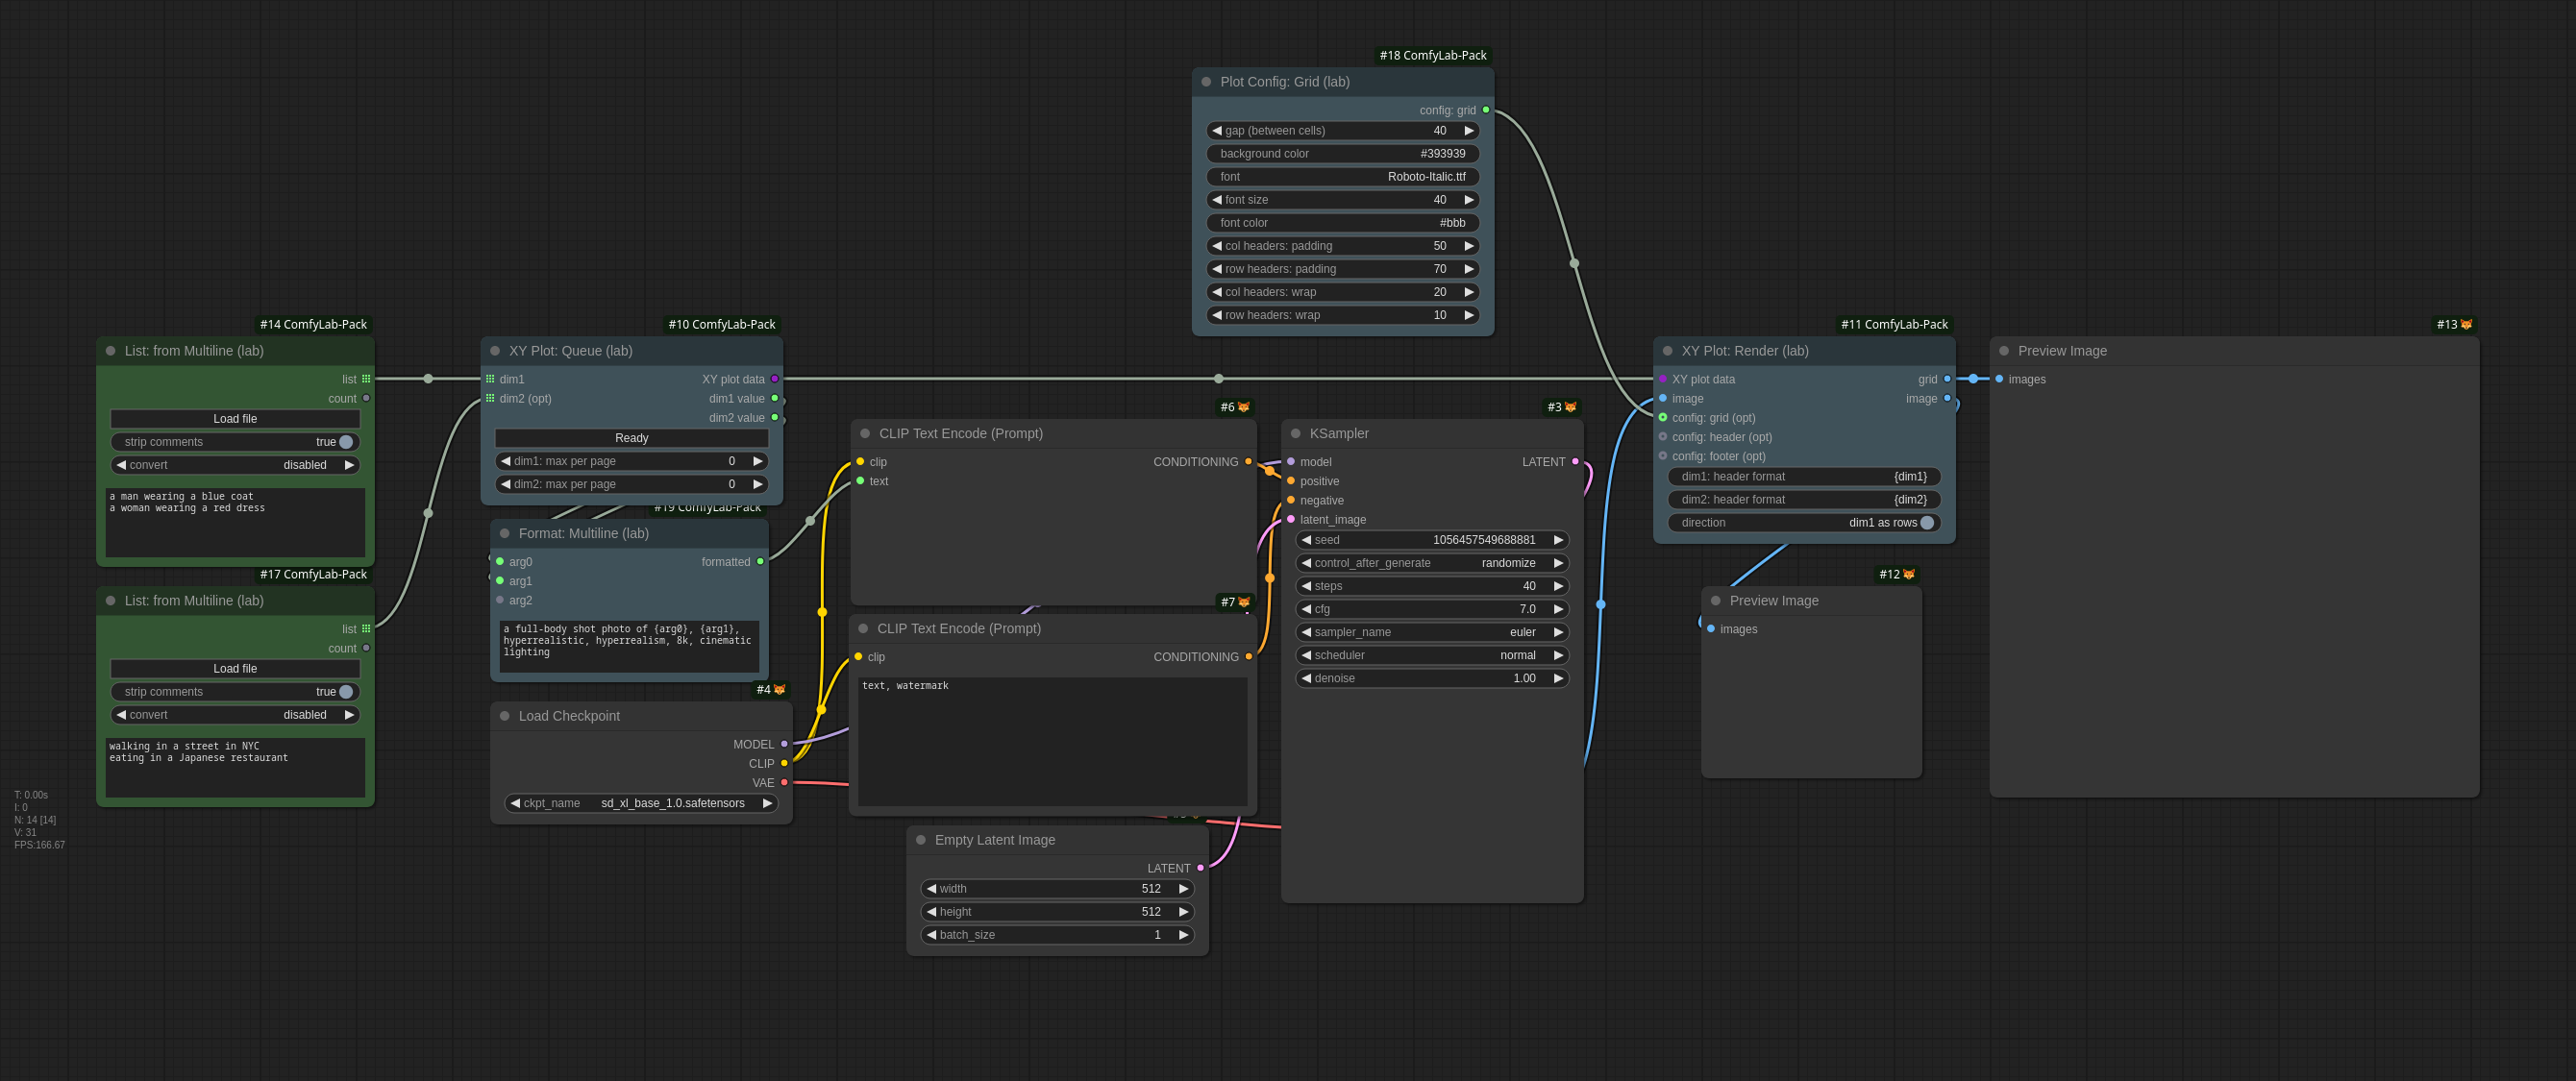 #18 ComfyLab-Pack
Plot Config: Grid (lab)
config: grid
gap (between cells) 40
background color #393939
font Roboto-Italic.ttf
font size 40
font color #bbb
col headers: padding 50
row headers: padding 70
col headers: wrap 20
row headers: wrap 10
#14 ComfyLab-Pack
List: from Multiline (lab)
list
count
Load file
strip comments true
convert disabled
a man wearing a blue coat
a woman wearing a red dress
#17 ComfyLab-Pack
List: from Multiline (lab)
list
count
Load file
strip comments true
convert disabled
walking in a street in NYC
eating in a Japanese restaurant
T: 0.00s
I: 0
N: 14 [14]
V: 31
FPS:166.67
#10 ComfyLab-Pack
XY Plot: Queue (lab)
dim1 XY plot data
dim2 (opt) dim1 value
dim2 value
Ready
dim1: max per page 0
dim2: max per page 0
#19 ComfyLab-Pack
Format: Multiline (lab)
arg0 formatted
arg1
arg2
a full-body shot photo of {arg0}, {arg1},
hyperrealistic, hyperrealism, 8k, cinematic
lighting
#4
Load Checkpoint
MODEL
CLIP
VAE
ckpt_name sd_xl_base_1.0.safetensors
#6
CLIP Text Encode (Prompt)
clip CONDITIONING
text
#7
CLIP Text Encode (Prompt)
clip CONDITIONING
text, watermark
Empty Latent Image
LATENT
width 512
height 512
batch_size 1
#3
KSampler
model LATENT
positive
negative
latent_image
seed 1056457549688881
control_after_generate randomize
steps 40
cfg 7.0
sampler_name euler
scheduler normal
denoise 1.00
#11 ComfyLab-Pack
XY Plot: Render (lab)
XY plot data grid
image image
config: grid (opt)
config: header (opt)
config: footer (opt)
dim1: header format {dim1}
dim2: header format {dim2}
direction dim1 as rows
#12
Preview Image
images
#13
Preview Image
images